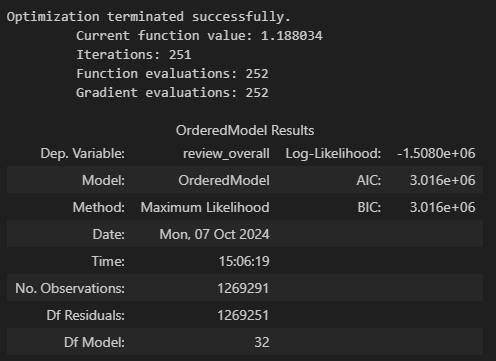 Optimization terminated successfully.
Current function value: 1.188034
Iterations: 251
Function evaluations: 252
Gradient evaluations: 252
OrderedModel Results
Dep. Variable: review_overall Log-Likelihood: -1.5080e+06
Model: OrderedModel AIC: 3.016e+06
Method: Maximum Likelihood BIC: 3.016e+06
Date: Mon, 07 Oct 2024
Time: 15:06:19
No. Observations: 1269291
Df Residuals: 1269251
Df Model: 32